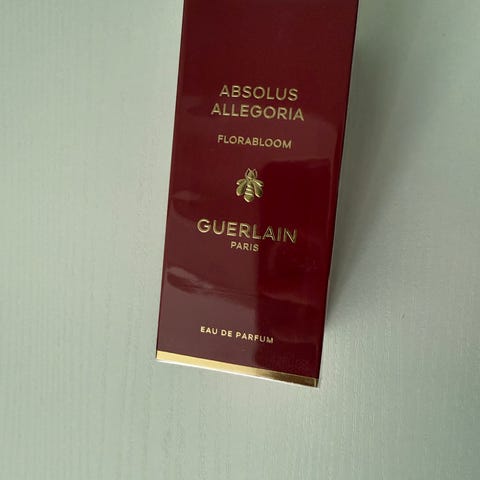 ABSOLUS
ALLEGORIA
FLORABLOOM
GUERLAIN
PARIS
EAU DE PARFUM